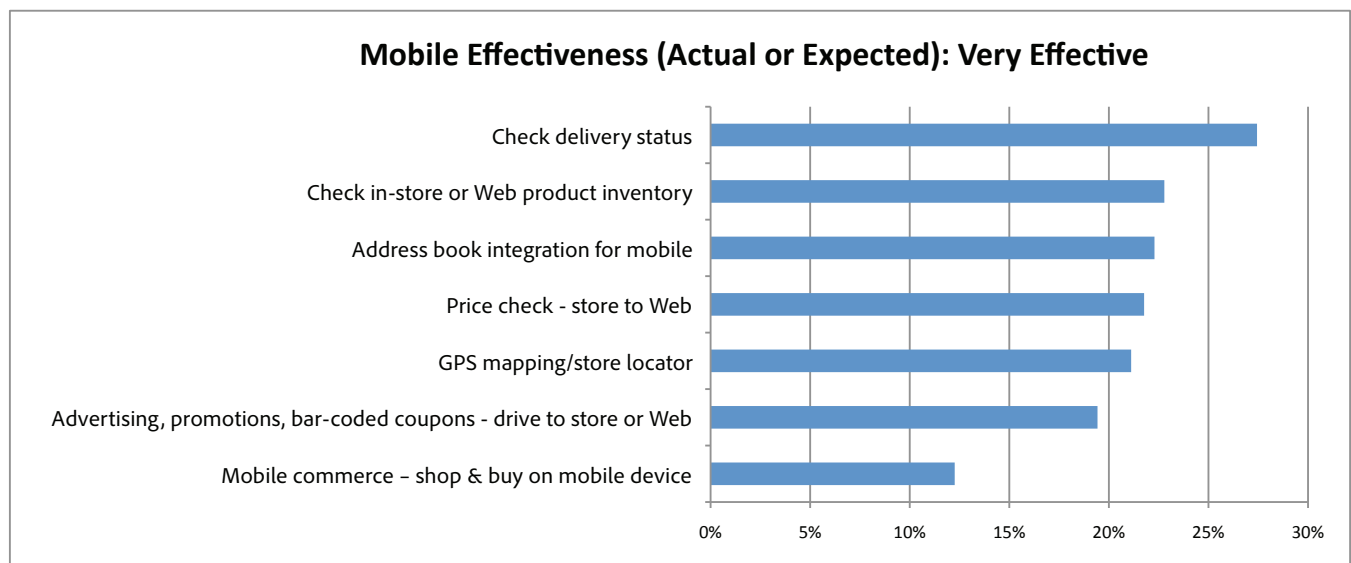 Mobile Effectiveness (Actual or Expected): Very Effective
Check delivery status
Check in-store or Web product inventory
Address book integration for mobile
Price check - store to Web
GPS mapping/store locator
Advertising, promotions, bar-coded coupons - drive to store or Web
Mobile commerce – shop & buy on mobile device
0% 5% 10% 15% 20% 25% 30%